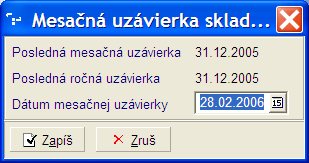 Mesačná uzávierka sklad...
Posledná mesačná uzávierka 31.12.2005
Posledná ročná uzávierka 31.12.2005
Dátum mesačnej uzávierky 28.02.2006 15
Zapíš Zruš